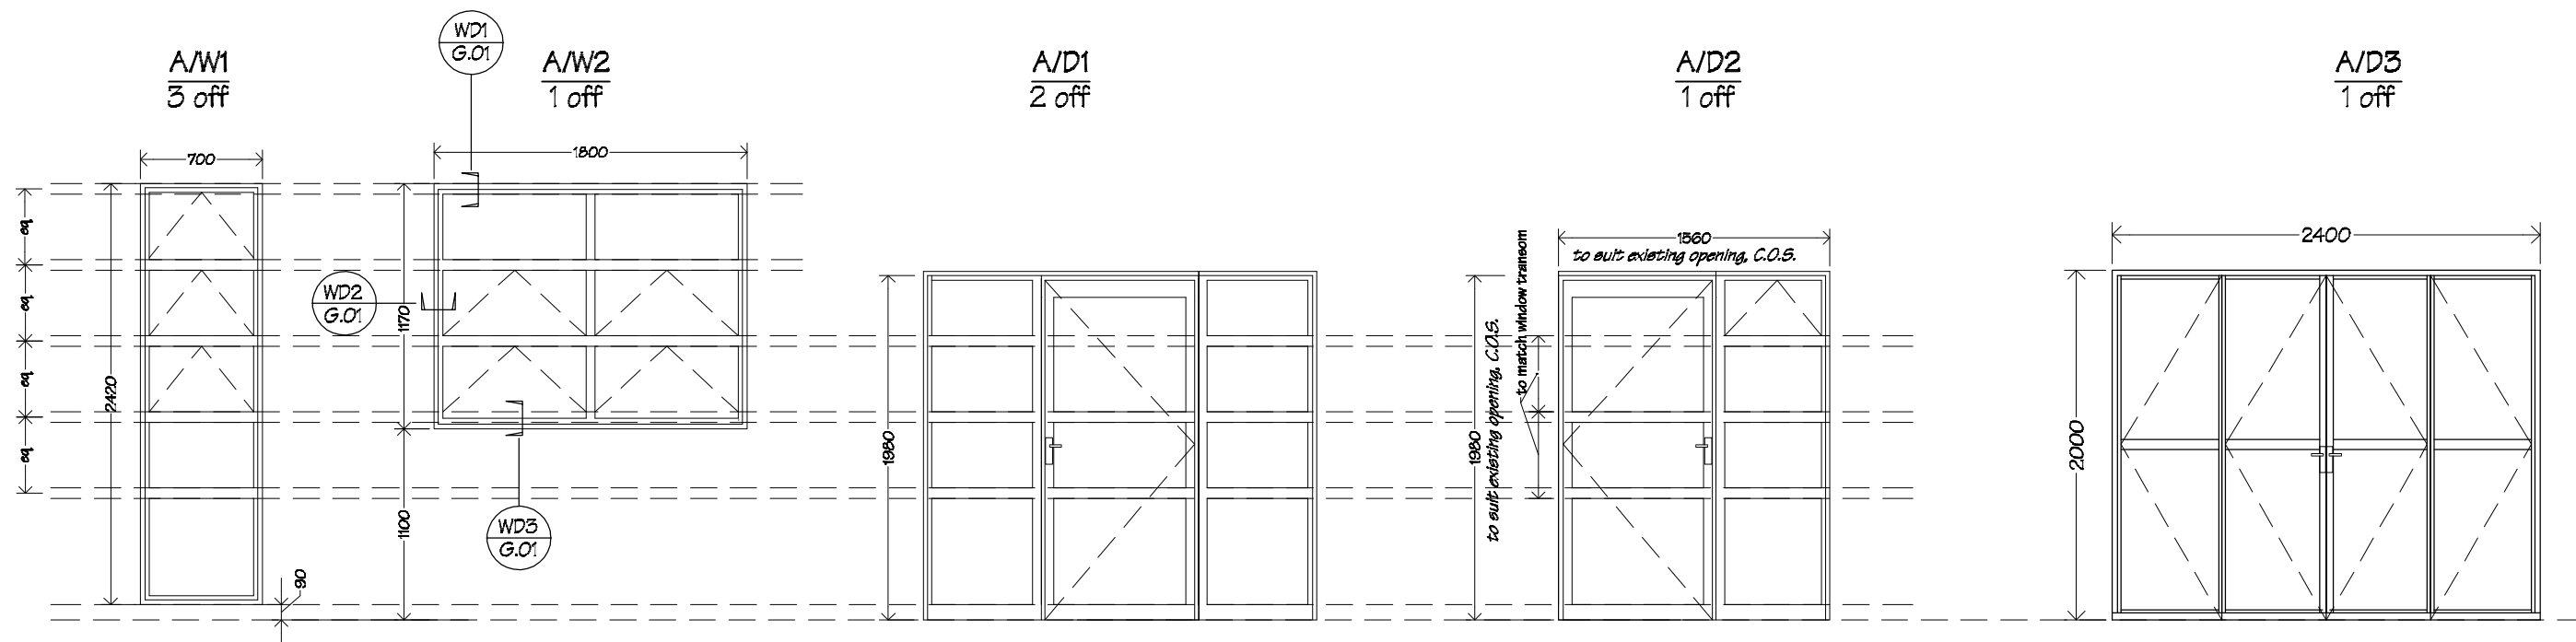 WD1
G.01
A/W1
3 off
A/W2
1 off
A/D1
2 off
A/D2
1 off
A/D3
1 off
700
1800
1560
to suit existing opening, C.O.S.
2400
eq
eq
eq
eq
2420
90
1170
1100
WD2
G.01
WD3
G.01
1980
1980
to suit existing opening, C.O.S.
to match window transom
2000